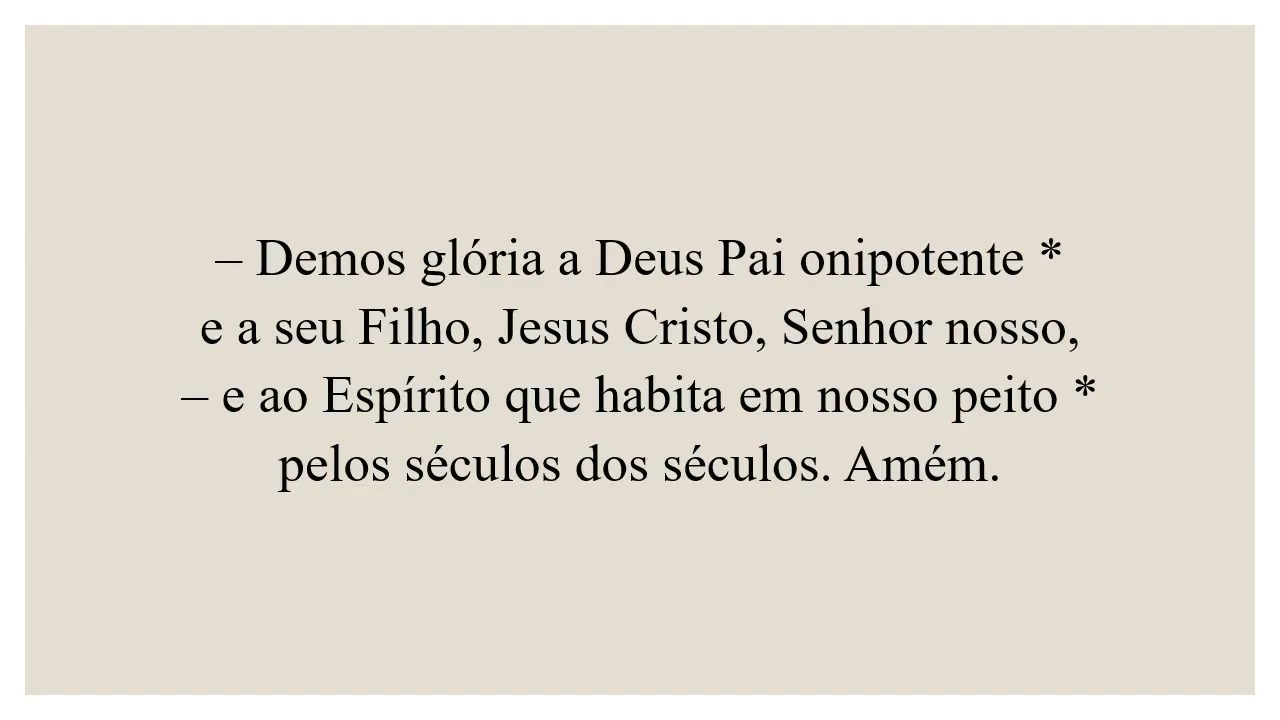 – Demos glória a Deus Pai onipotente *
e a seu Filho, Jesus Cristo, Senhor nosso,
– e ao Espírito que habita em nosso peito *
pelos séculos dos séculos. Amém.